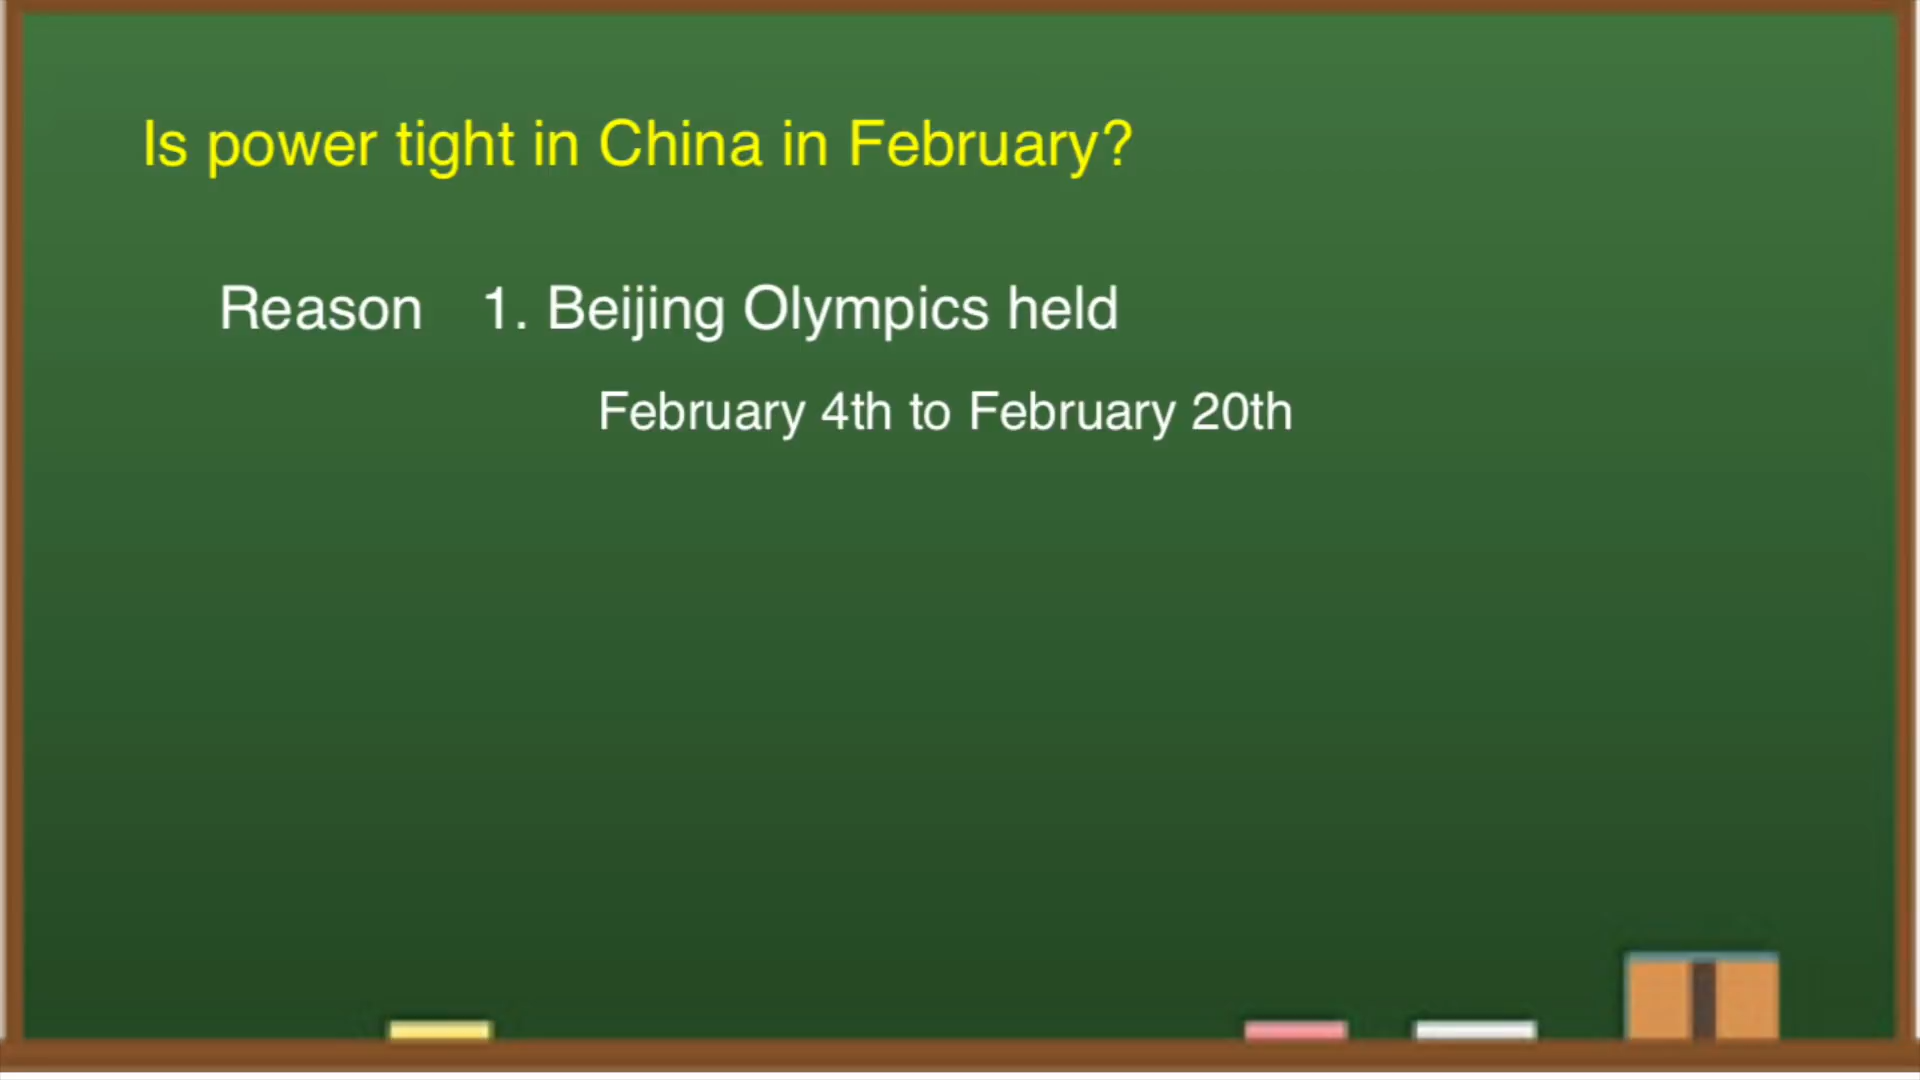 Is power tight in China in February?
Reason 1. Beijing Olympics held
February 4th to February 20th